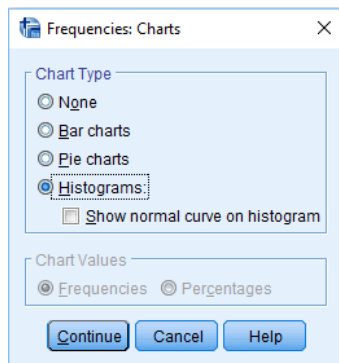 Frequencies: Charts
Chart Type
None
Bar charts
Pie charts
Histograms:
Show normal curve on histogram
Chart Values
Frequencies Percentages
Continue Cancel Help